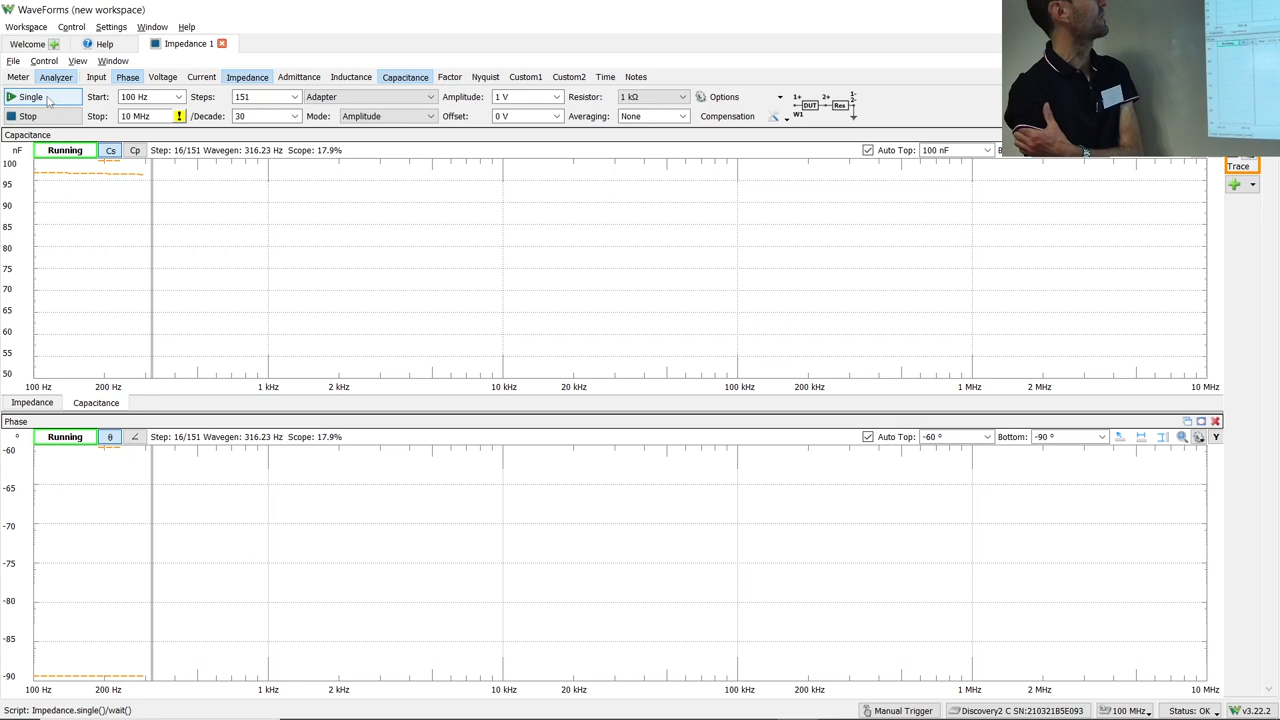 WaveForms (new workspace)
Workspace Control Settings Window Help
Welcome Help Impedance 1
File Control View Window
Meter Analyzer Input Phase Voltage Current Impedance Admittance Inductance Capacitance Factor Nyquist Custom1 Custom2 Time Notes
Single Start: 100 Hz Steps: 151 Adapter Amplitude: 1 V Resistor: 1 kΩ Options
Stop Stop: 10 MHz ! /Decade: 30 Mode: Amplitude Offset: 0 V Averaging: None Compensation
1+ 2+ 1-
DUT Res
W1
Capacitance
nF Running Cs Cp Step: 16/151 Wavegen: 316.23 Hz Scope: 17.9% Auto Top: 100 nF
Trace
100
95
90
85
80
75
70
65
60
55
50
100 Hz 200 Hz 1 kHz 2 kHz 10 kHz 20 kHz 100 kHz 200 kHz 1 MHz 2 MHz 10 MHz
Impedance Capacitance
Phase
° Running θ ∠ Step: 16/151 Wavegen: 316.23 Hz Scope: 17.9% Auto Top: -60 ° Bottom: -90 ° Y
-60
-65
-70
-75
-80
-85
-90
100 Hz 200 Hz 1 kHz 2 kHz 10 kHz 20 kHz 100 kHz 200 kHz 1 MHz 2 MHz 10 MHz
Script: Impedance.single()/wait() Manual Trigger Discovery2 C SN:210321B5E093 100 MHz Status: OK v3.22.2